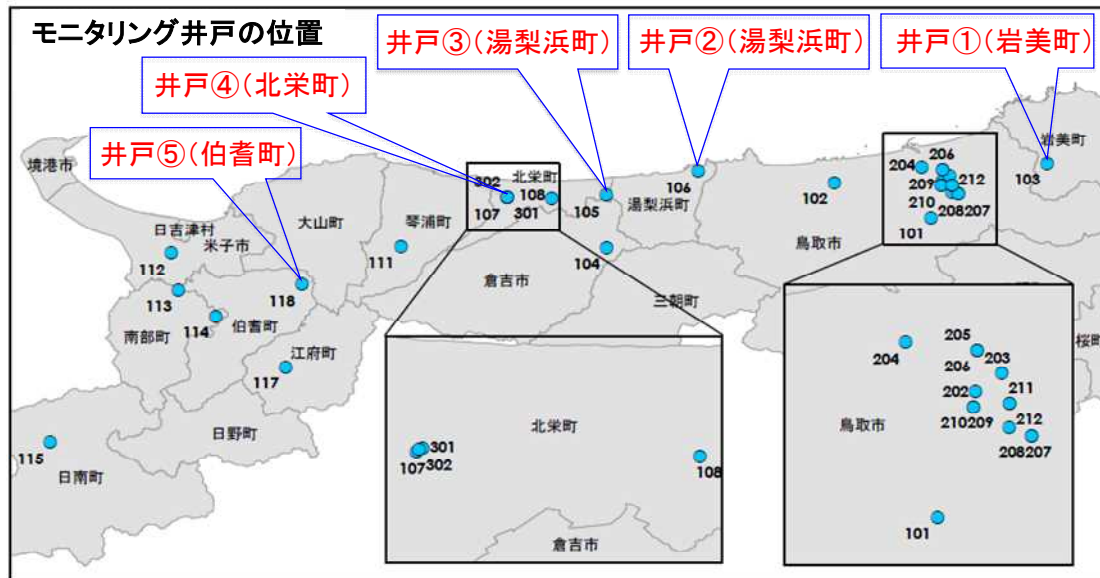 モニタリング井戸の位置
井戸③(湯梨浜町)
井戸②(湯梨浜町)
井戸①(岩美町)
井戸④(北栄町)
井戸⑤(伯耆町)
境港市
岩美町
204
206
103
302
北栄町
108
106
209
212
102
107
301
105
湯梨浜町
210
208
207
大山町
琴浦町
101
日吉津村
米子市
鳥取市
112
111
104
倉吉市
三朝町
118
113
114
伯耆町
南部町
江府町
117
205
204
203
206
桜町
202
211
鳥取市
210
209
212
208
207
日野町
北栄町
301
302
107
108
115
日南町
101
倉吉市